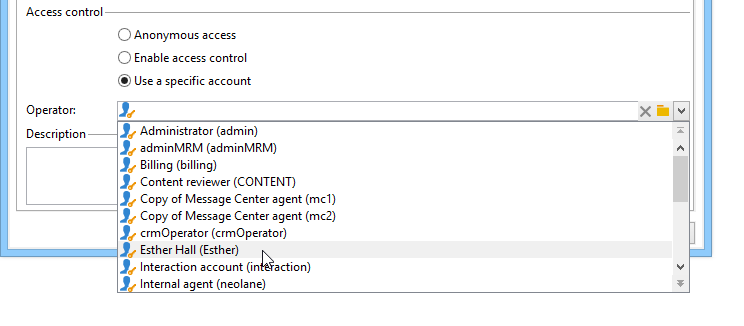 Access control
Anonymous access
Enable access control
Use a specific account
Operator:
Description
Administrator (admin)
adminMRM (adminMRM)
Billing (billing)
Content reviewer (CONTENT)
Copy of Message Center agent (mc1)
Copy of Message Center agent (mc2)
crmOperator (crmOperator)
Esther Hall (Esther)
Interaction account (interaction)
Internal agent (neolane)